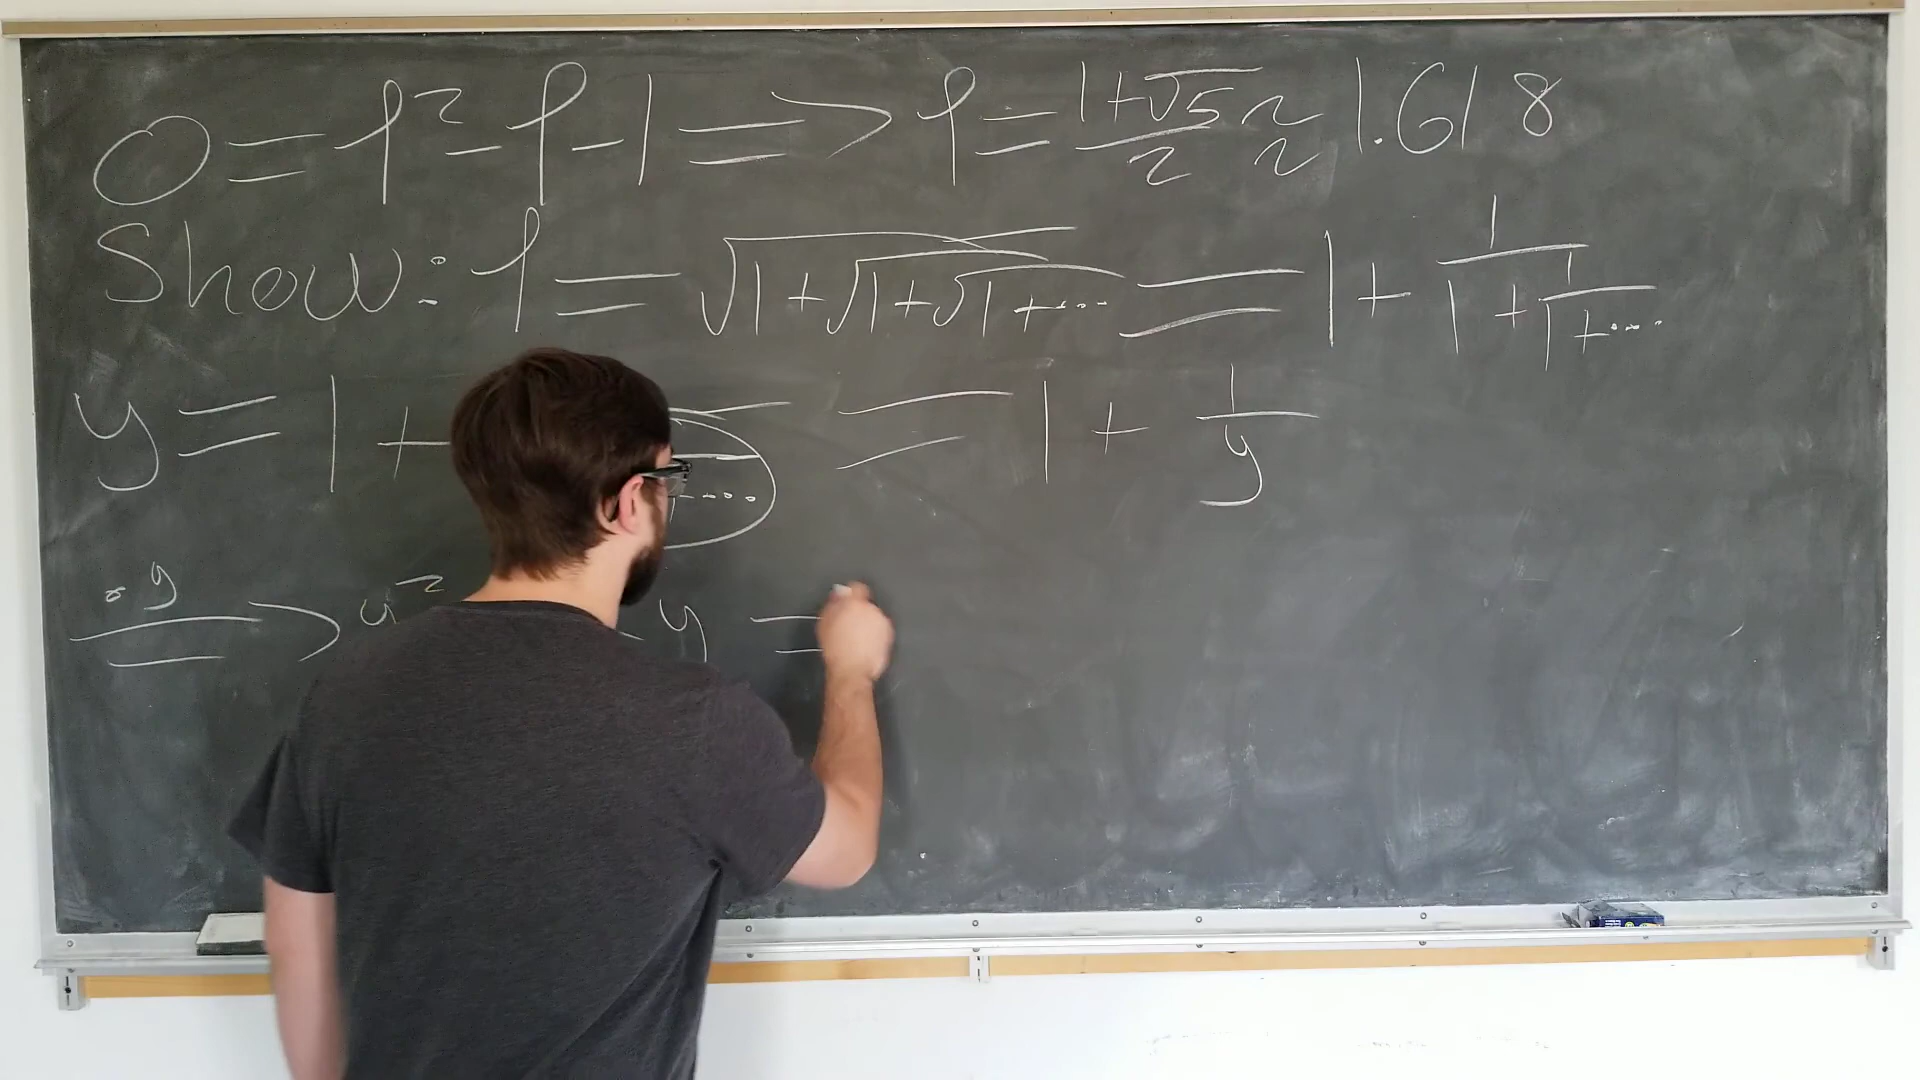 0 = φ² - φ - 1 => φ = (1+√5)/2 ≈ 1.618
Show: φ = √(1+√(1+√(1+...))) = 1 + 1/(1 + 1/(1+...))
y = 1 + ... = 1 + 1/y
·y => y² y =